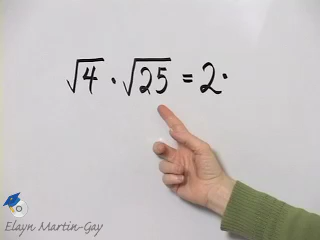 √4 · √25 = 2 ·
Elayn Martin-Gay